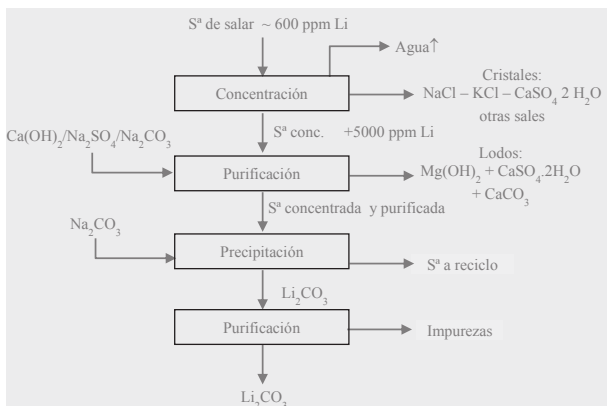 Sª de salar ~ 600 ppm Li
Agua↑
Concentración
Cristales:
NaCl – KCl – CaSO₄ 2 H₂O
otras sales
Sª conc. +5000 ppm Li
Ca(OH)₂/Na₂SO₄/Na₂CO₃
Purificación
Lodos:
Mg(OH)₂ + CaSO₄.2H₂O
+ CaCO₃
Sª concentrada y purificada
Na₂CO₃
Precipitación
Sª a reciclo
Li₂CO₃
Purificación
Impurezas
Li₂CO₃